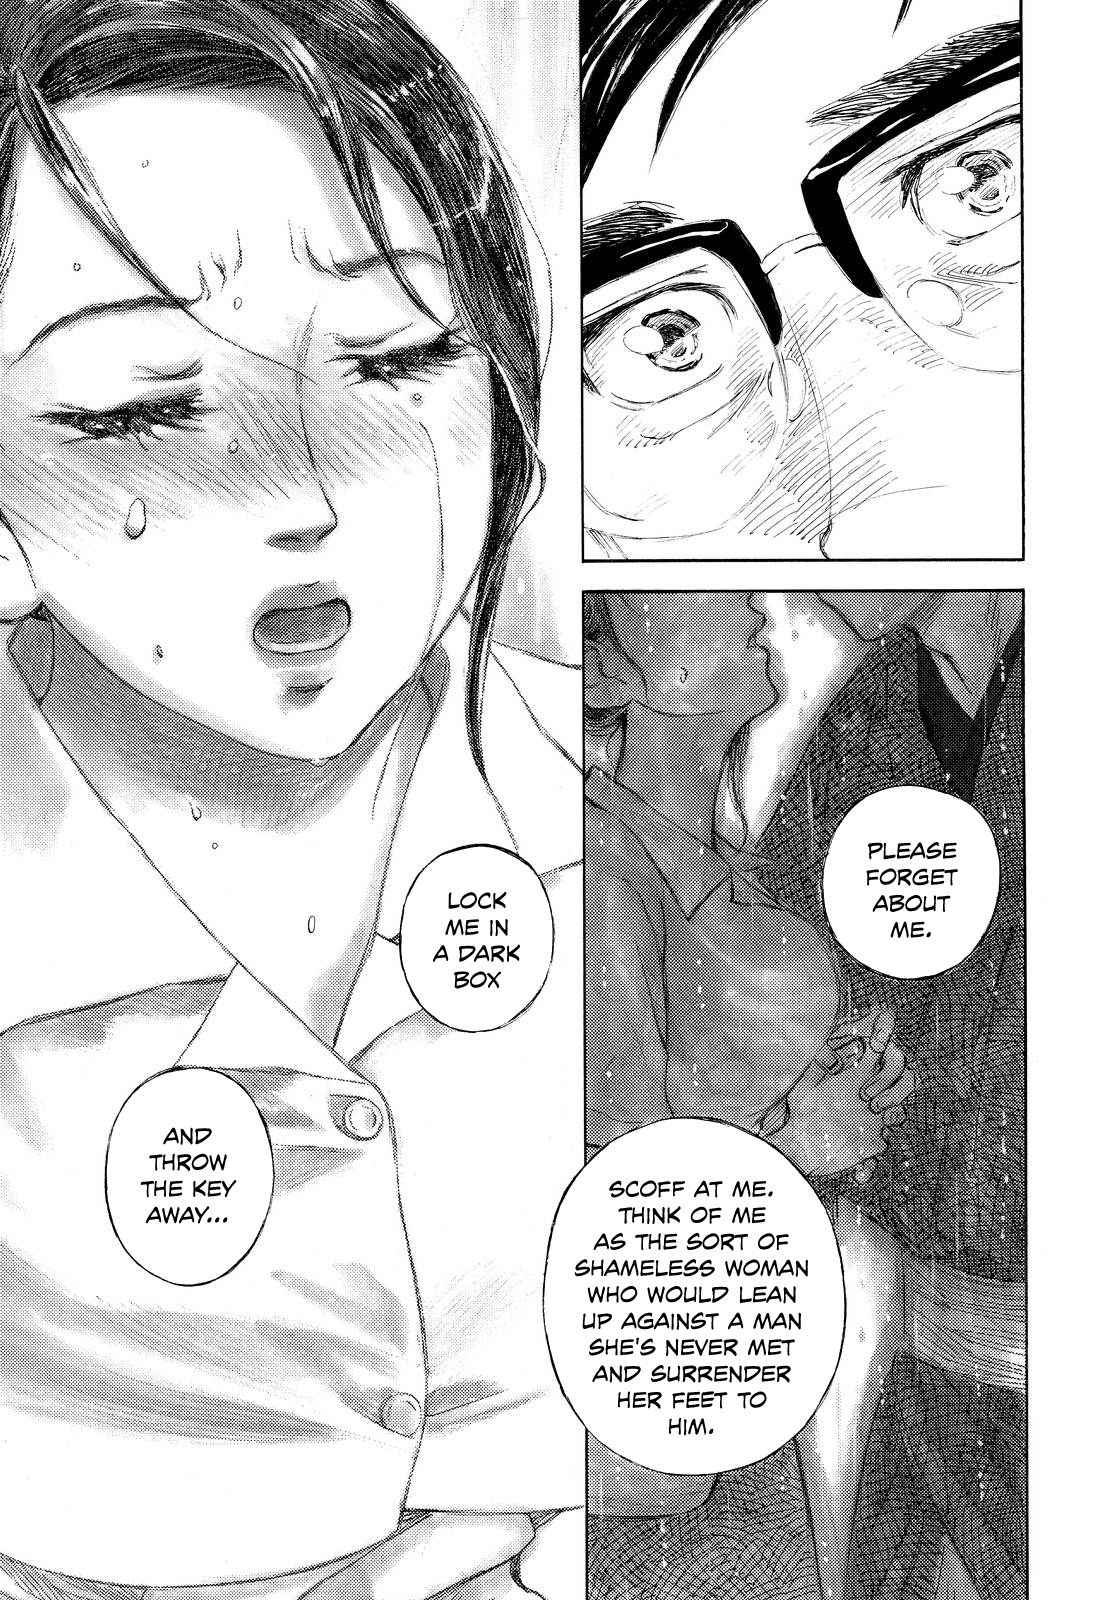 PLEASE
FORGET
ABOUT
ME.
SCOFF AT ME.
THINK OF ME
AS THE SORT OF
SHAMELESS WOMAN
WHO WOULD LEAN
UP AGAINST A MAN
SHE'S NEVER MET
AND SURRENDER
HER FEET TO
HIM.
LOCK
ME IN
A DARK
BOX
AND
THROW
THE KEY
AWAY...